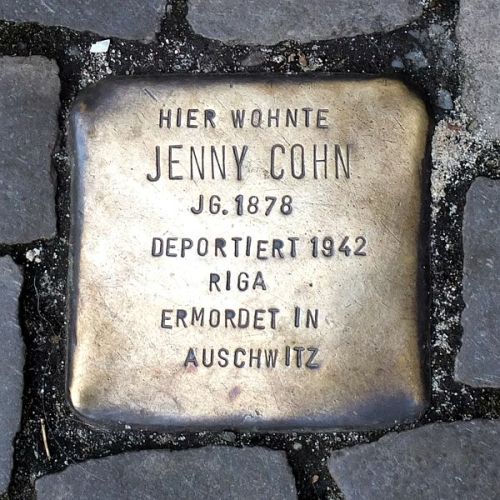 HIER WOHNTE
JENNY COHN
JG. 1878
DEPORTIERT 1942
RIGA
ERMORDET IN
AUSCHWITZ